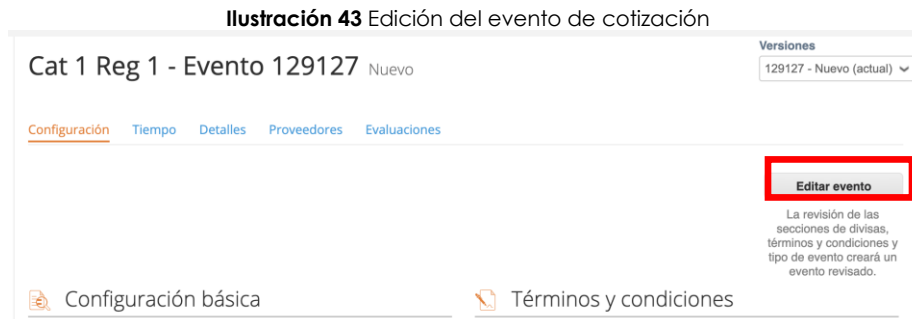 Ilustración 43 Edición del evento de cotización
Versiones
Cat 1 Reg 1 - Evento 129127 Nuevo
129127 - Nuevo (actual)
Configuración Tiempo Detalles Proveedores Evaluaciones
Editar evento
La revisión de las
secciones de divisas,
términos y condiciones y
tipo de evento creará un
evento revisado.
Configuración básica
Términos y condiciones